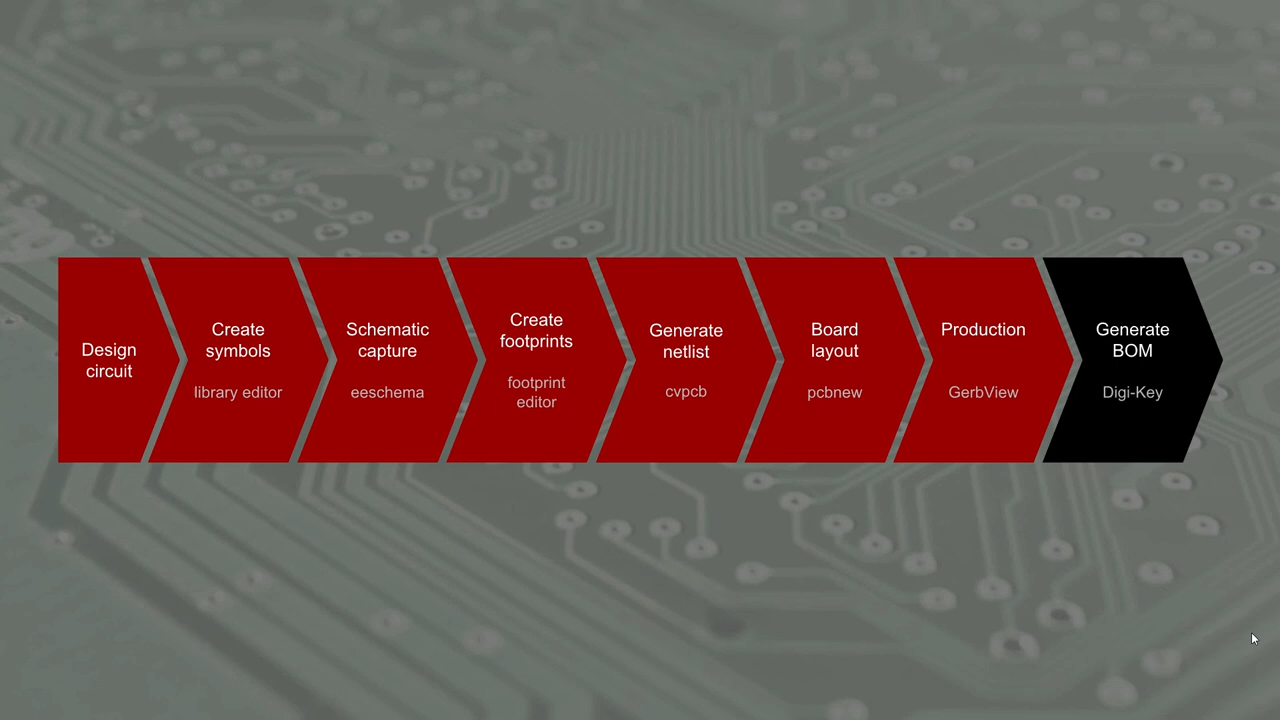 Design
circuit
Create
symbols
library editor
Schematic
capture
eeschema
Create
footprints
footprint
editor
Generate
netlist
cvpcb
Board
layout
pcbnew
Production
GerbView
Generate
BOM
Digi-Key